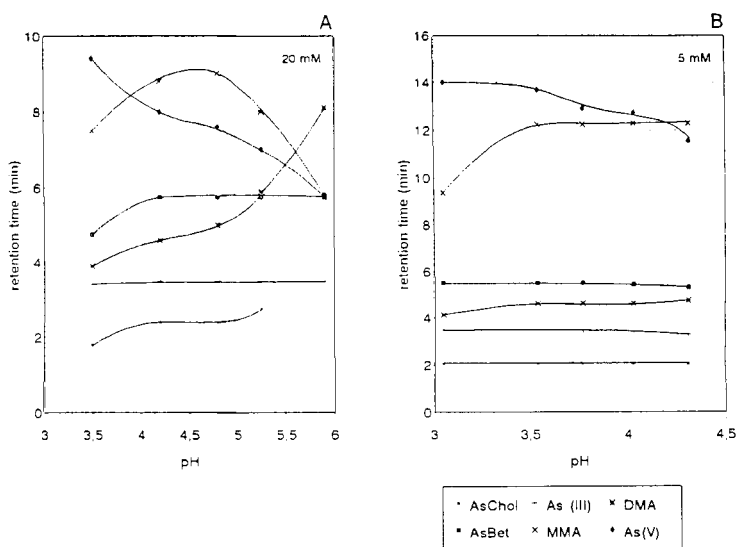 A
20 mM
retention time (min)
10
8
6
4
2
0
3
3,5
4
4,5
5
5,5
6
pH
B
5 mM
retention time (min)
16
14
12
10
8
6
4
2
0
3
3,5
4
4,5
pH
AsChol
As (III)
DMA
AsBet
MMA
As(V)